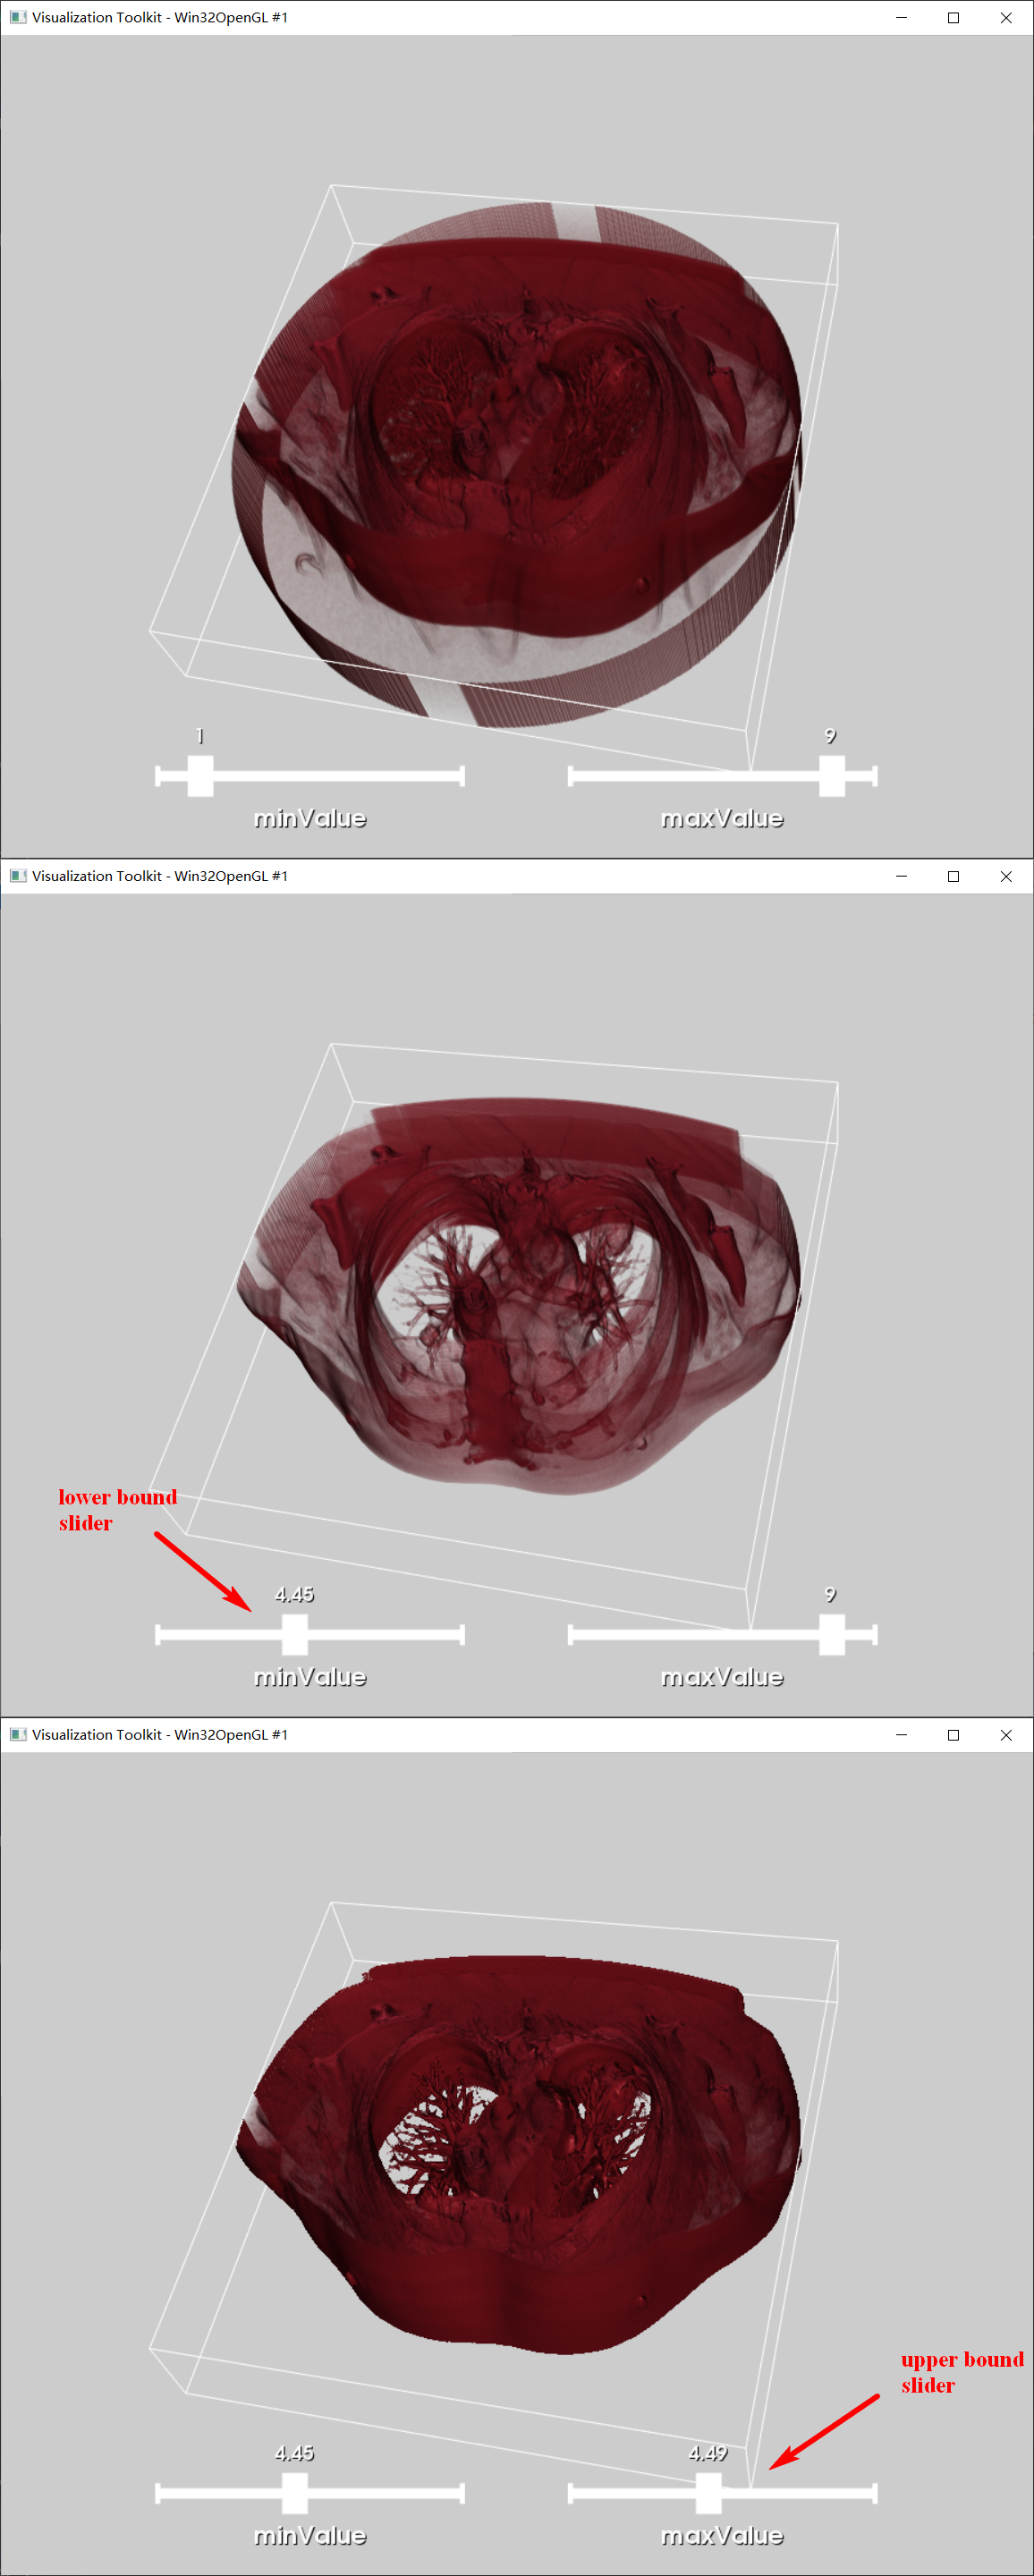 Visualization Toolkit - Win32OpenGL #1
1
9
minValue
maxValue
Visualization Toolkit - Win32OpenGL #1
lower bound
slider
4.45
9
minValue
maxValue
Visualization Toolkit - Win32OpenGL #1
upper bound
slider
4.45
4.49
minValue
maxValue